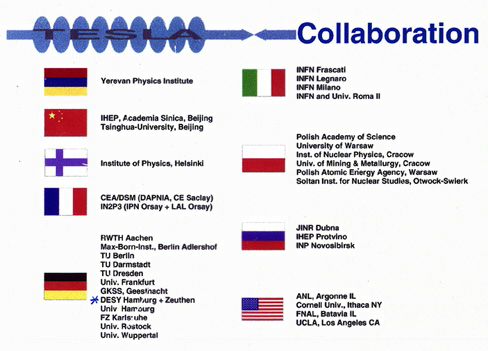 TESLA Collaboration
Yerevan Physics Institute
IHEP, Academia Sinica, Beijing
Tsinghua-University, Beijing
Institute of Physics, Helsinki
CEA/DSM (DAPNIA, CE Saclay)
IN2P3 (IPN Orsay + LAL Orsay)
RWTH Aachen
Max-Born-Inst., Berlin Adlershof
TU Berlin
TU Darmstadt
TU Dresden
Univ. Frankfurt
GKSS, Geesthacht
* DESY Hamburg + Zeuthen
Univ Hamburg
FZ Karlsruhe
Univ. Rostock
Univ. Wuppertal
INFN Frascati
INFN Legnaro
INFN Milano
INFN and Univ. Roma II
Polish Academy of Science
University of Warsaw
Inst. of Nuclear Physics, Cracow
Univ. of Mining & Metallurgy, Cracow
Polish Atomic Energy Agency, Warsaw
Soltan Inst. for Nuclear Studies, Otwock-Swierk
JINR Dubna
IHEP Protvino
INP Novosibirsk
ANL, Argonne IL
Cornell Univ., Ithaca NY
FNAL, Batavia IL
UCLA, Los Angeles CA